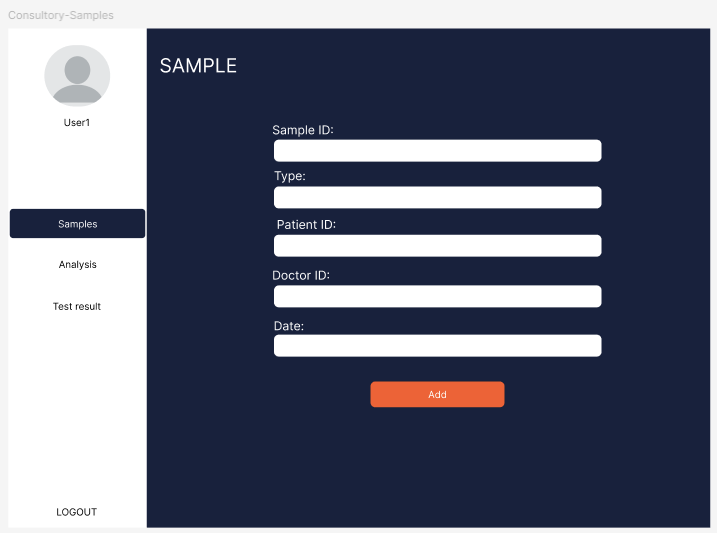 Consultory-Samples
User1
Samples
Analysis
Test result
LOGOUT
SAMPLE
Sample ID:
Type:
Patient ID:
Doctor ID:
Date:
Add